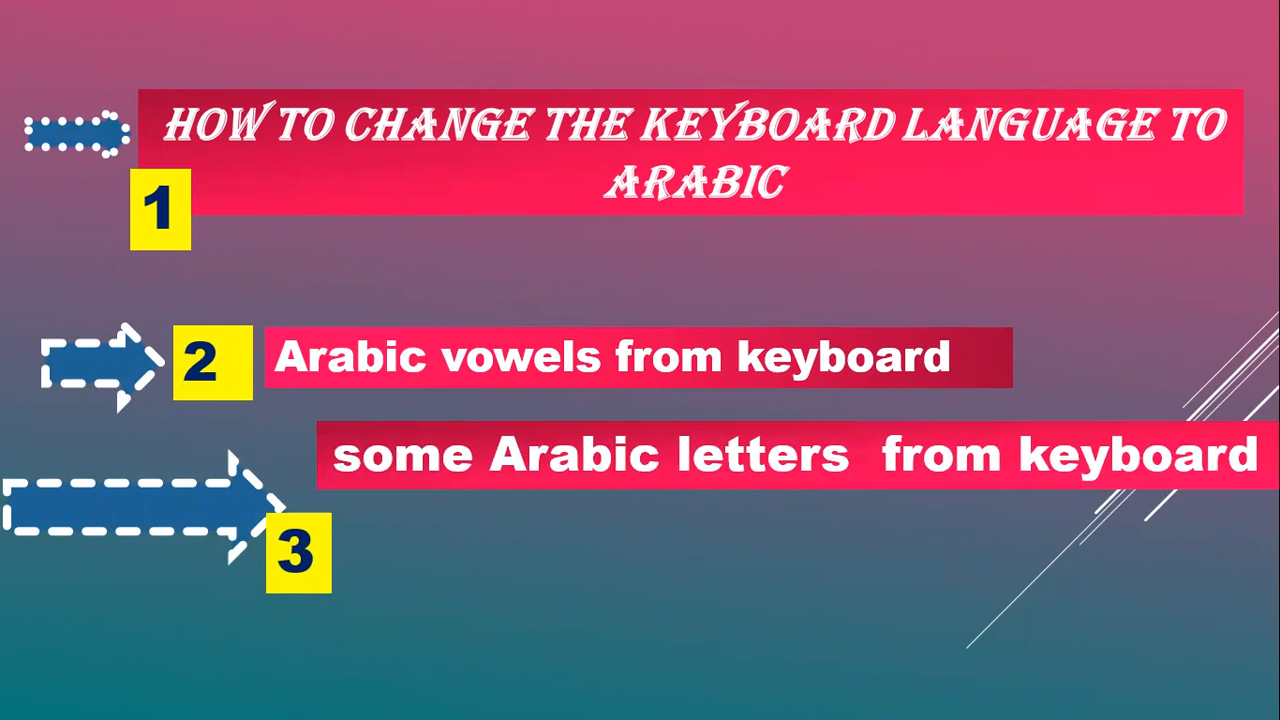 HOW TO CHANGE THE KEYBOARD LANGUAGE TO
ARABIC
1
2
Arabic vowels from keyboard
some Arabic letters from keyboard
3